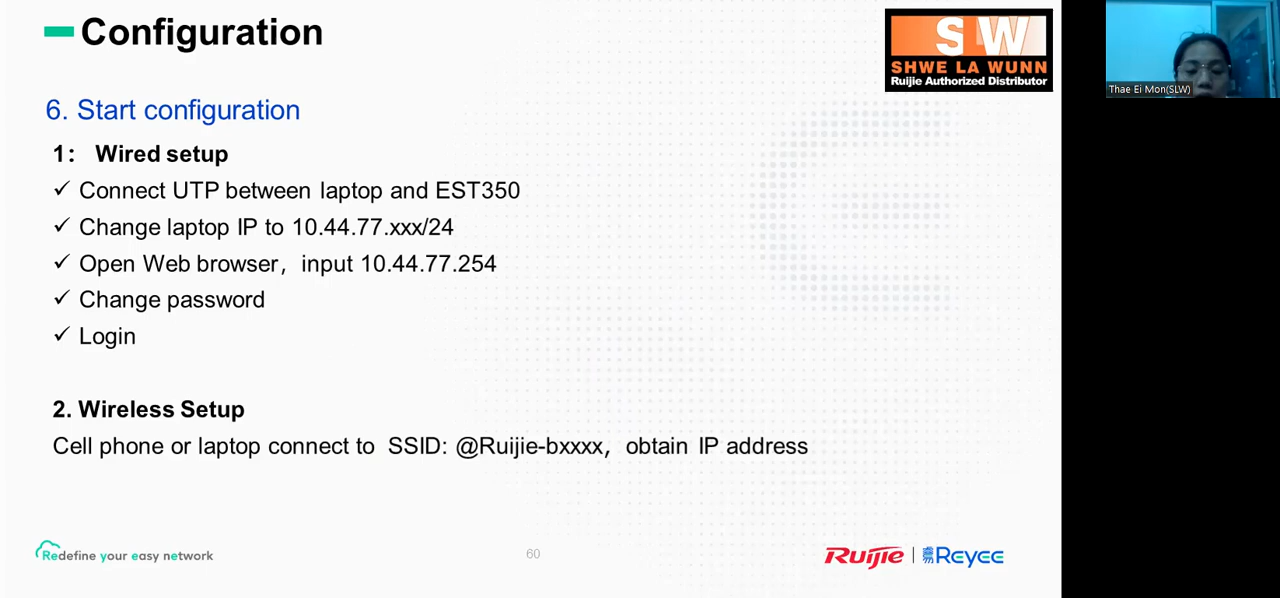 Configuration
SW
SHWE LA WUNN
Ruijie Authorized Distributor
Thae Ei Mon(SLW)
6. Start configuration
1： Wired setup
✓ Connect UTP between laptop and EST350
✓ Change laptop IP to 10.44.77.xxx/24
✓ Open Web browser，input 10.44.77.254
✓ Change password
✓ Login
2. Wireless Setup
Cell phone or laptop connect to SSID: @Ruijie-bxxxx，obtain IP address
Redefine your easy network
60
Ruijie | 睿易 Reyee